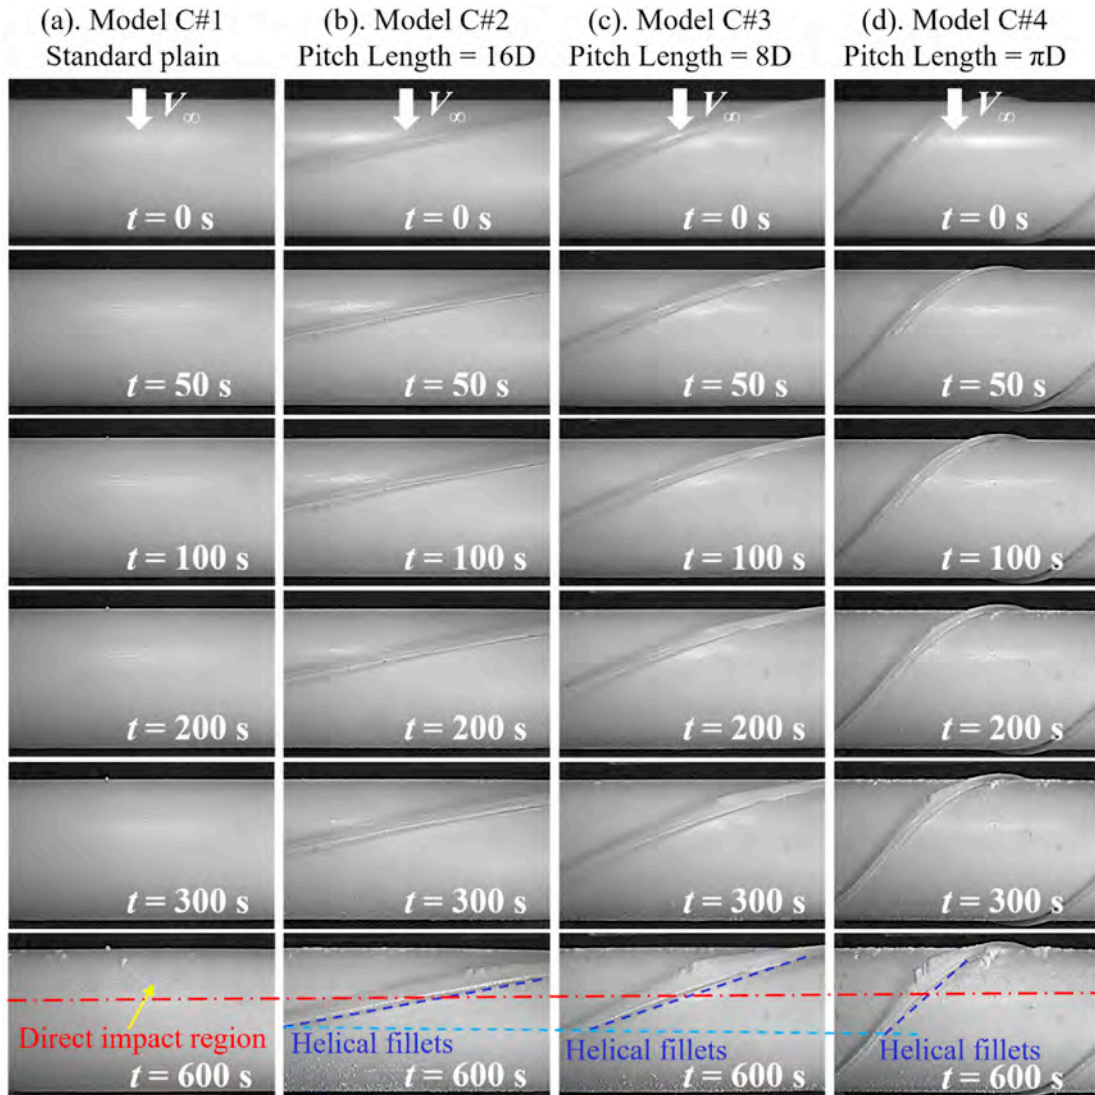 (a). Model C#1
Standard plain
(b). Model C#2
Pitch Length = 16D
(c). Model C#3
Pitch Length = 8D
(d). Model C#4
Pitch Length = πD
V∞
V∞
V∞
V∞
t = 0 s
t = 0 s
t = 0 s
t = 0 s
t = 50 s
t = 50 s
t = 50 s
t = 50 s
t = 100 s
t = 100 s
t = 100 s
t = 100 s
t = 200 s
t = 200 s
t = 200 s
t = 200 s
t = 300 s
t = 300 s
t = 300 s
t = 300 s
Direct impact region
Helical fillets
Helical fillets
Helical fillets
t = 600 s
t = 600 s
t = 600 s
t = 600 s